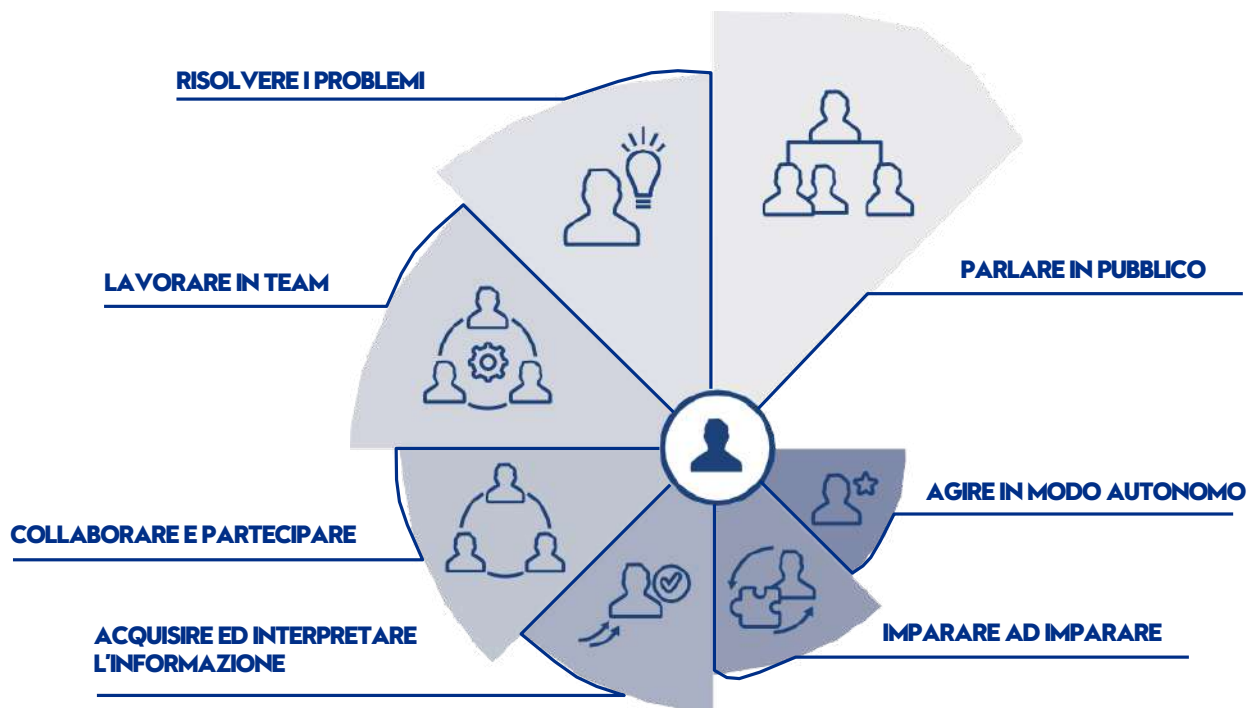 RISOLVERE I PROBLEMI
LAVORARE IN TEAM
PARLARE IN PUBBLICO
AGIRE IN MODO AUTONOMO
COLLABORARE E PARTECIPARE
ACQUISIRE ED INTERPRETARE
L'INFORMAZIONE
IMPARARE AD IMPARARE